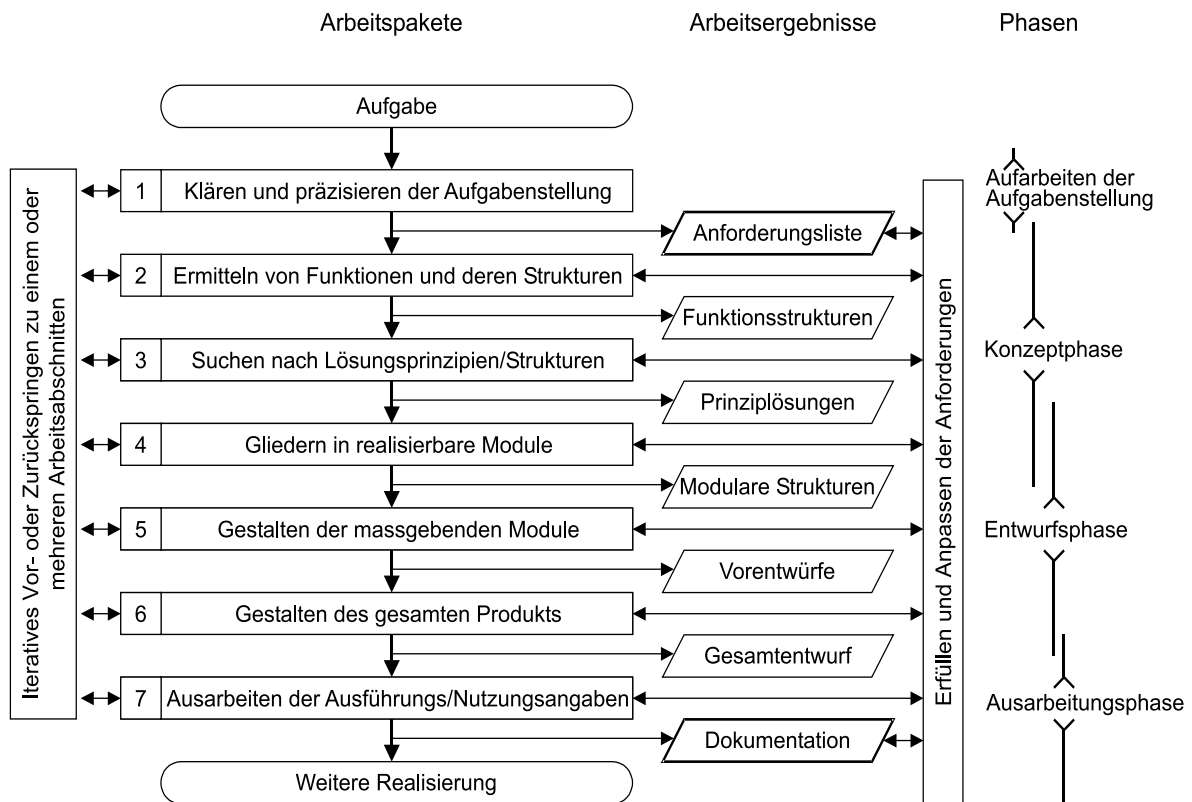 Arbeitspakete
Arbeitsergebnisse
Phasen
Aufgabe
1 Klären und präzisieren der Aufgabenstellung
Anforderungsliste
2 Ermitteln von Funktionen und deren Strukturen
Funktionsstrukturen
3 Suchen nach Lösungsprinzipien/Strukturen
Prinziplösungen
4 Gliedern in realisierbare Module
Modulare Strukturen
5 Gestalten der massgebenden Module
Vorentwürfe
6 Gestalten des gesamten Produkts
Gesamtentwurf
7 Ausarbeiten der Ausführungs/Nutzungsangaben
Dokumentation
Weitere Realisierung
Iteratives Vor- oder Zurückspringen zu einem oder
mehreren Arbeitsabschnitten
Erfüllen und Anpassen der Anforderungen
Aufarbeiten der
Aufgabenstellung
Konzeptphase
Entwurfsphase
Ausarbeitungsphase